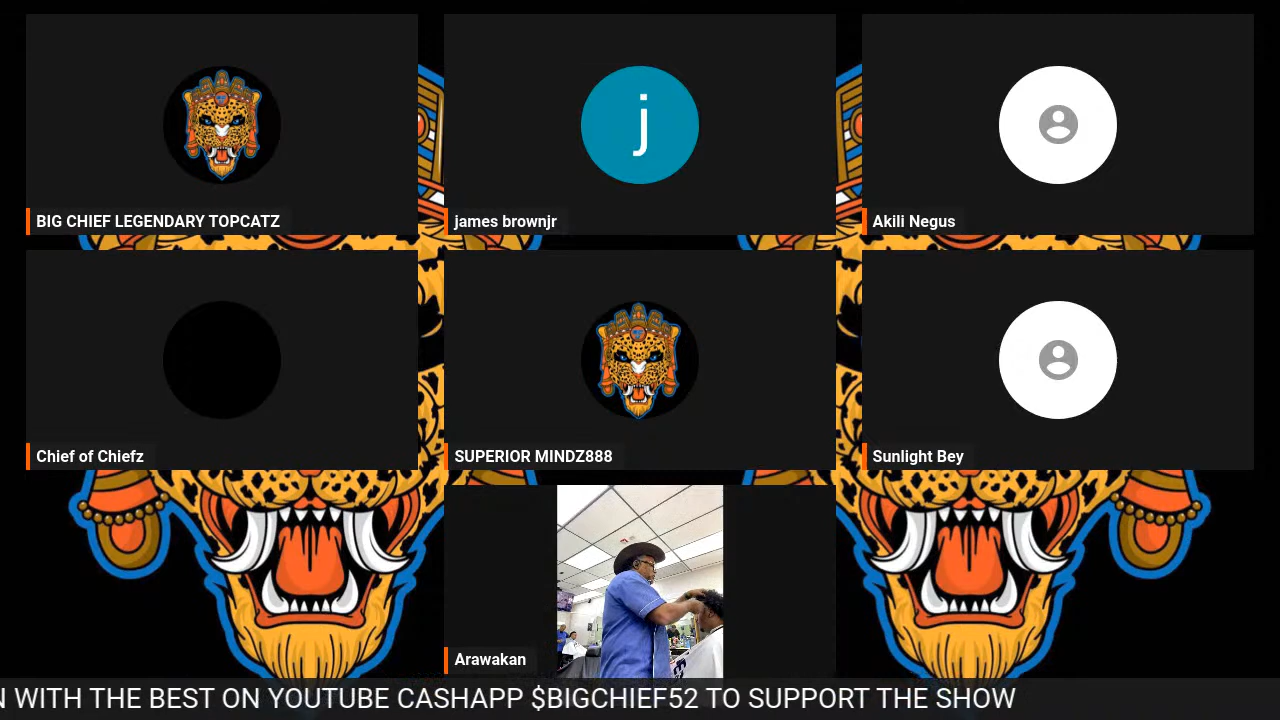 j
BIG CHIEF LEGENDARY TOPCATZ
james brownjr
Akili Negus
Chief of Chiefz
SUPERIOR MINDZ888
Sunlight Bey
Arawakan
WITH THE BEST ON YOUTUBE CASHAPP $BIGCHIEF52 TO SUPPORT THE SHOW